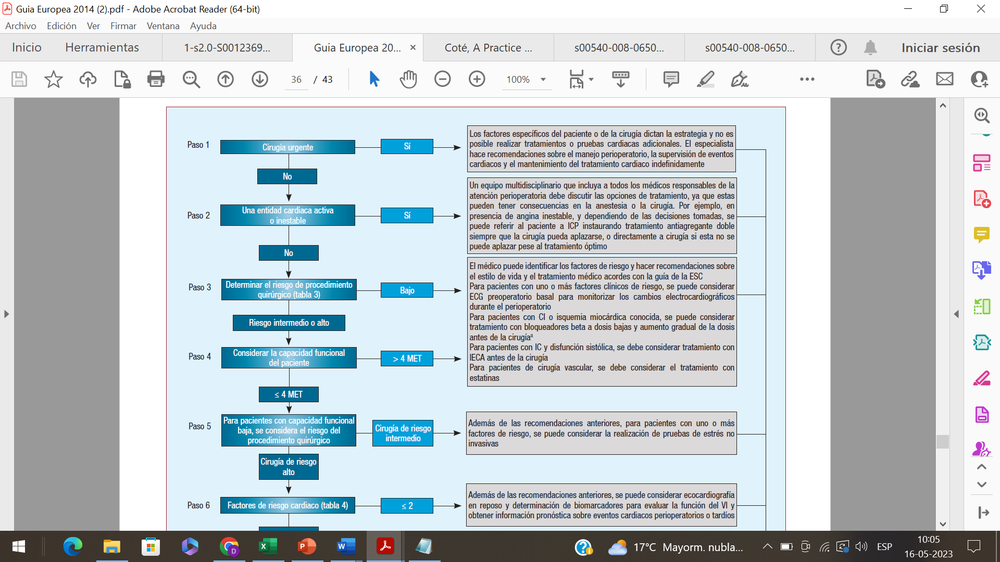 Guia Europea 2014 (2).pdf - Adobe Acrobat Reader (64-bit)
Archivo Edición Ver Firmar Ventana Ayuda
Inicio Herramientas 1-s2.0-S0012369... Guia Europea 20... × Coté, A Practice ... s00540-008-0650... s00540-008-0650... Iniciar sesión
36 / 43 100%
Paso 1
Cirugía urgente
Sí
Los factores específicos del paciente o de la cirugía dictan la estrategia y no es
posible realizar tratamientos o pruebas cardiacas adicionales. El especialista
hace recomendaciones sobre el manejo perioperatorio, la supervisión de eventos
cardiacos y el mantenimiento del tratamiento cardiaco indefinidamente
No
Paso 2
Una entidad cardiaca activa
o inestable
Sí
Un equipo multidisciplinario que incluya a todos los médicos responsables de la
atención perioperatoria debe discutir las opciones de tratamiento, ya que estas
pueden tener consecuencias en la anestesia o la cirugía. Por ejemplo, en
presencia de angina inestable, y dependiendo de las decisiones tomadas, se
puede referir al paciente a ICP instaurando tratamiento antiagregante doble
siempre que la cirugía pueda aplazarse, o directamente a cirugía si esta no se
puede aplazar pese al tratamiento óptimo
No
Paso 3
Determinar el riesgo de procedimiento
quirúrgico (tabla 3)
Bajo
El médico puede identificar los factores de riesgo y hacer recomendaciones sobre
el estilo de vida y el tratamiento médico acordes con la guía de la ESC
Para pacientes con uno o más factores clínicos de riesgo, se puede considerar
ECG preoperatorio basal para monitorizar los cambios electrocardiográficos
durante el perioperatorio
Para pacientes con CI o isquemia miocárdica conocida, se puede considerar
tratamiento con bloqueadores beta a dosis bajas y aumento gradual de la dosis
antes de la cirugíaª
Para pacientes con IC y disfunción sistólica, se debe considerar tratamiento con
IECA antes de la cirugía
Para pacientes de cirugía vascular, se debe considerar el tratamiento con
estatinas
Riesgo intermedio o alto
Paso 4
Considerar la capacidad funcional
del paciente
> 4 MET
≤ 4 MET
Paso 5
Para pacientes con capacidad funcional
baja, se considera el riesgo del
procedimiento quirúrgico
Cirugía de riesgo
intermedio
Además de las recomendaciones anteriores, para pacientes con uno o más
factores de riesgo, se puede considerar la realización de pruebas de estrés no
invasivas
Cirugía de riesgo
alto
Paso 6
Factores de riesgo cardiaco (tabla 4)
≤ 2
Además de las recomendaciones anteriores, se puede considerar ecocardiografía
en reposo y determinación de biomarcadores para evaluar la función del VI y
obtener información pronóstica sobre eventos cardiacos perioperatorios o tardíos
17°C Mayorm. nubla... ESP
10:05
16-05-2023